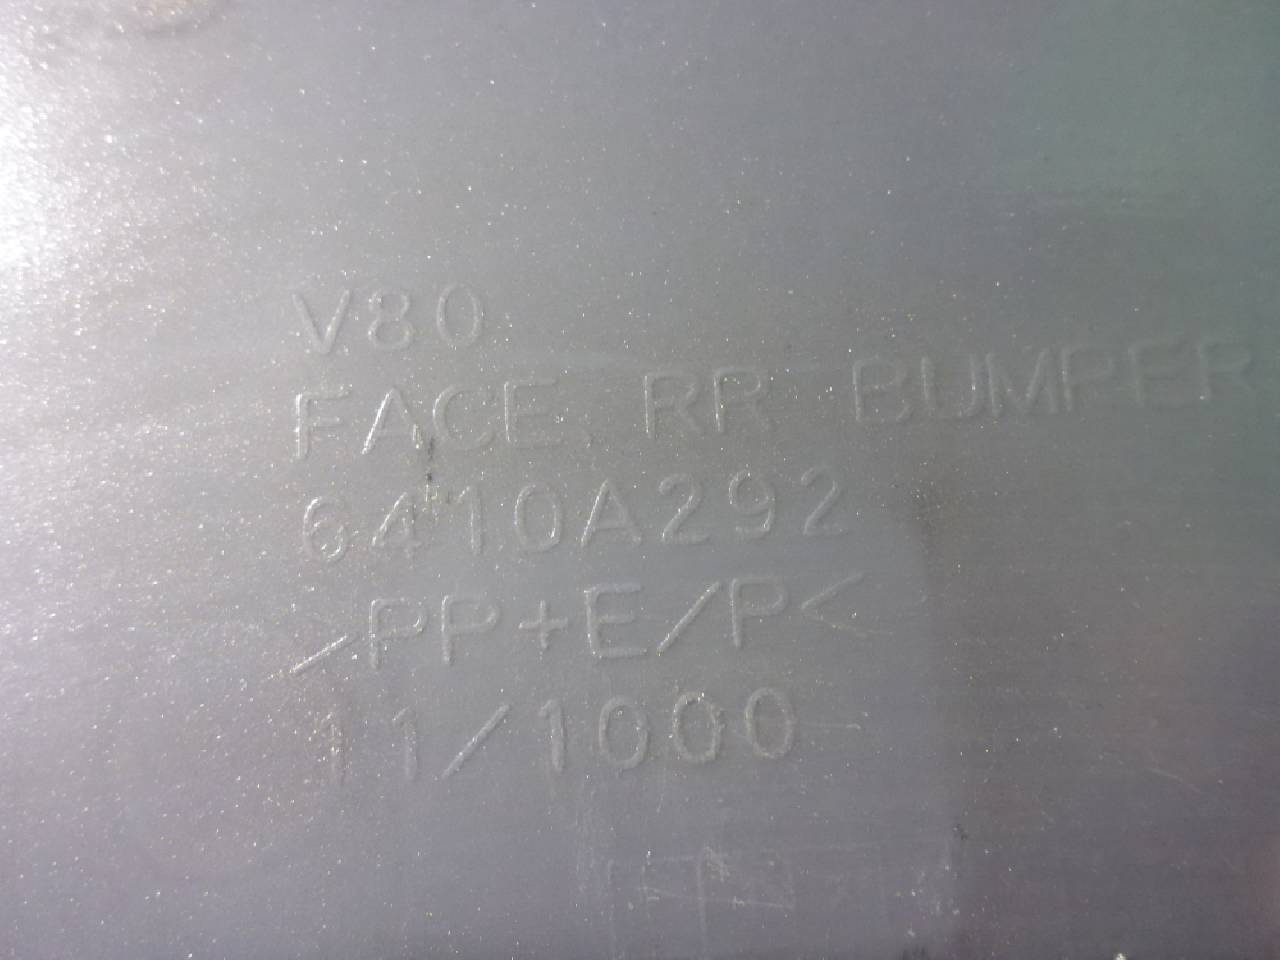 V80
FACE, RR BUMPER
6410A292
>PP+E/P<
11/1000